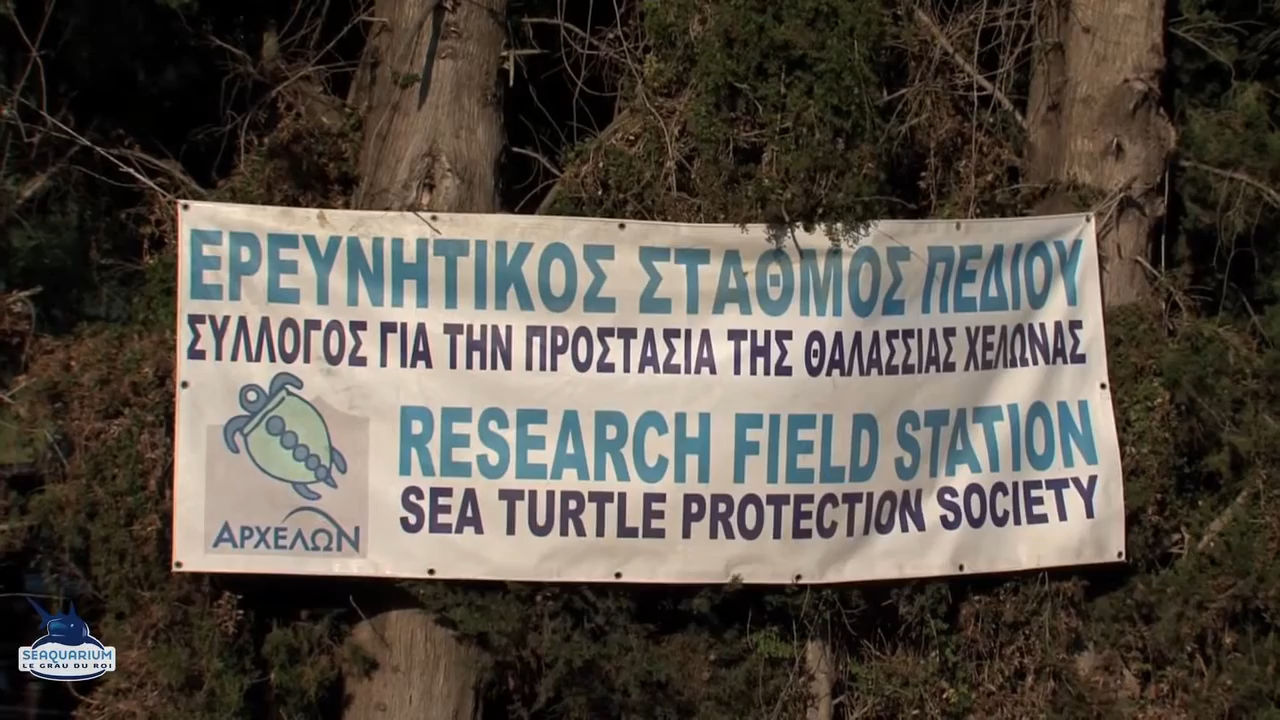 ΕΡΕΥΝΗΤΙΚΟΣ ΣΤΑΘΜΟΣ ΠΕΔΙΟΥ
ΣΥΛΛΟΓΟΣ ΓΙΑ ΤΗΝ ΠΡΟΣΤΑΣΙΑ ΤΗΣ ΘΑΛΑΣΣΙΑΣ ΧΕΛΩΝΑΣ
RESEARCH FIELD STATION
SEA TURTLE PROTECTION SOCIETY
ΑΡΧΕΛΩΝ
SEAQUARIUM
LE GRAU DU ROI